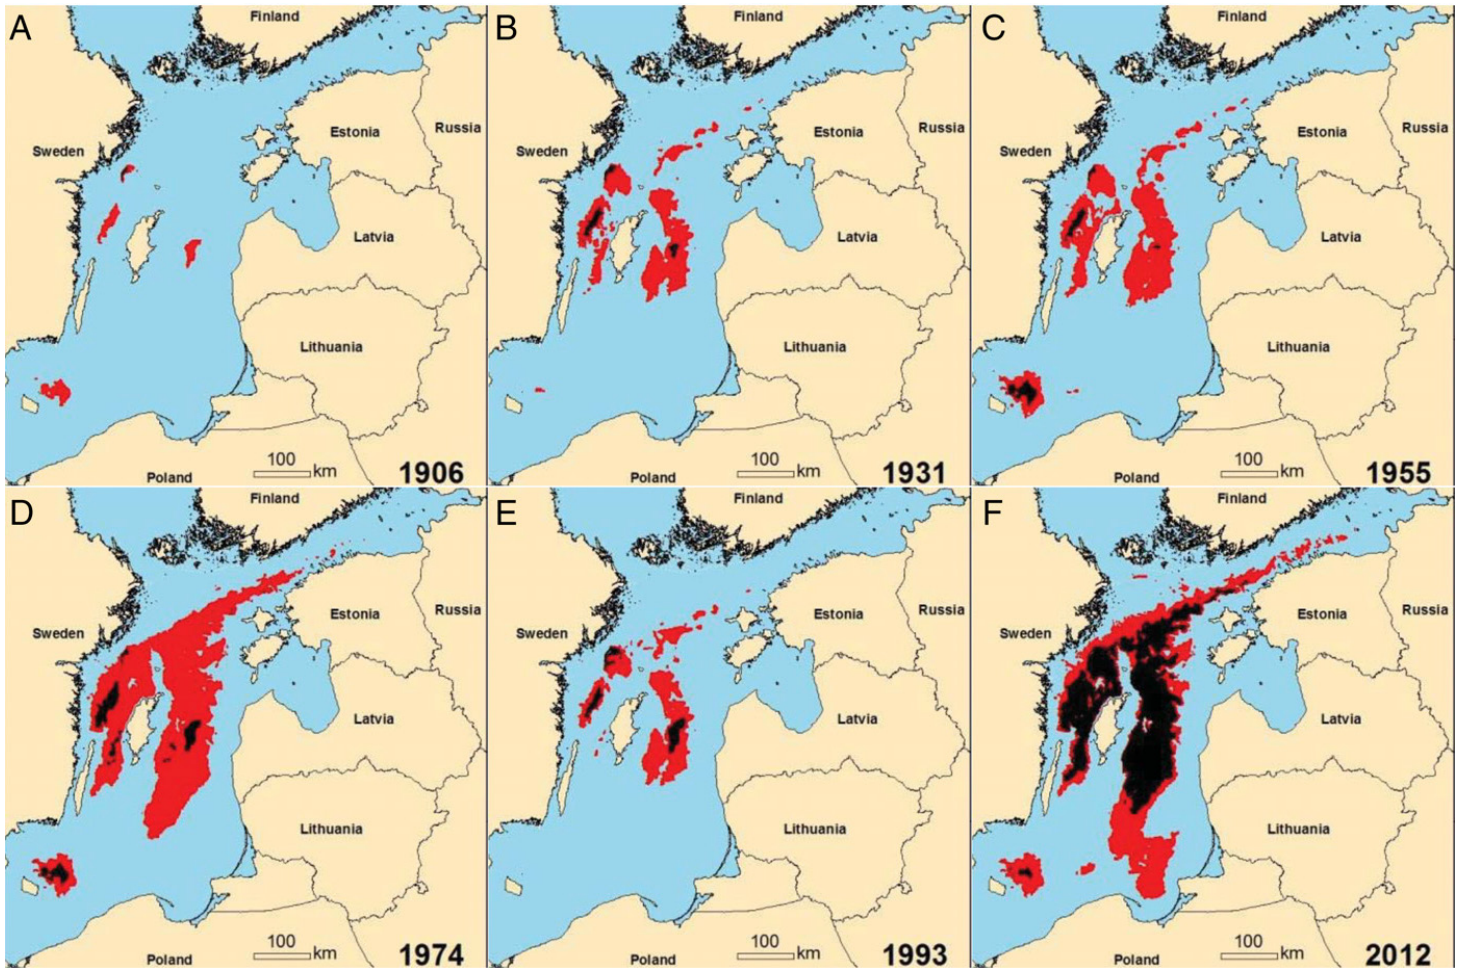 A
Finland
Estonia
Russia
Sweden
Latvia
Lithuania
100
km
Poland
1906
B
Finland
Estonia
Russia
Sweden
Latvia
Lithuania
100
km
Poland
1931
C
Finland
Estonia
Russia
Sweden
Latvia
Lithuania
100
km
Poland
1955
D
Finland
Estonia
Russia
Sweden
Latvia
Lithuania
100
km
Poland
1974
E
Finland
Estonia
Russia
Sweden
Latvia
Lithuania
100
km
Poland
1993
F
Finland
Estonia
Russia
Sweden
Latvia
Lithuania
100
km
Poland
2012